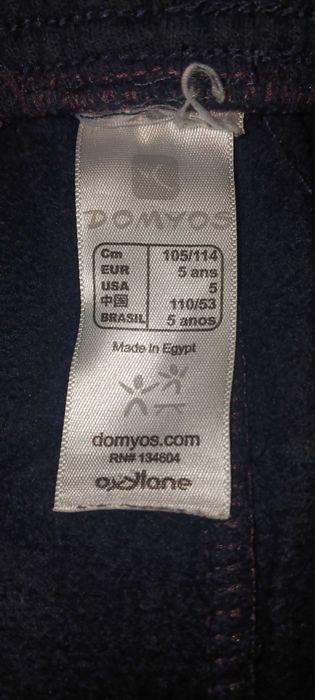 DOMYOS
Cm 105/114
EUR 5 ans
USA 5
中国 110/53
BRASIL 5 anos
Made in Egypt
domyos.com
RN# 134604
oxylane